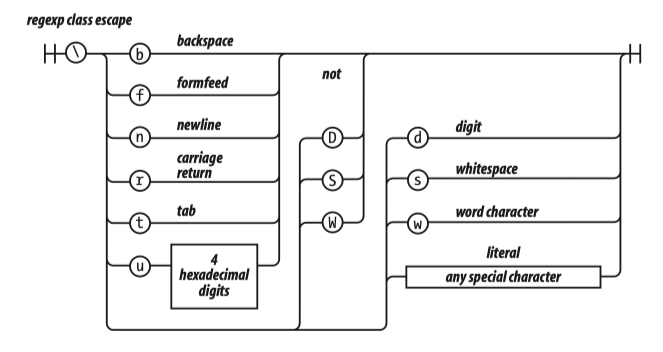 regexp class escape
\
b backspace
not
f formfeed
n newline
D
d digit
carriage
r return
S
s whitespace
t tab
W
w word character
u 4
hexadecimal
digits
literal
any special character